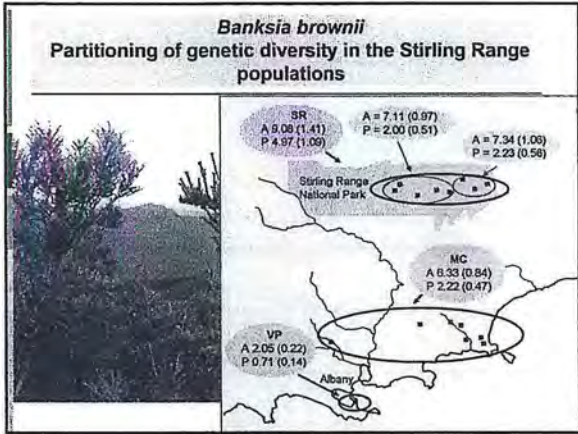 Banksia brownii
Partitioning of genetic diversity in the Stirling Range
populations
SR
A 9.08 (1.41)
P 4.97 (1.09)
A = 7.11 (0.97)
P = 2.00 (0.51)
A = 7.34 (1.06)
P = 2.23 (0.56)
Stirling Range
National Park
MC
A 6.33 (0.84)
P 2.22 (0.47)
VP
A 2.05 (0.22)
P 0.71 (0.14)
Albany